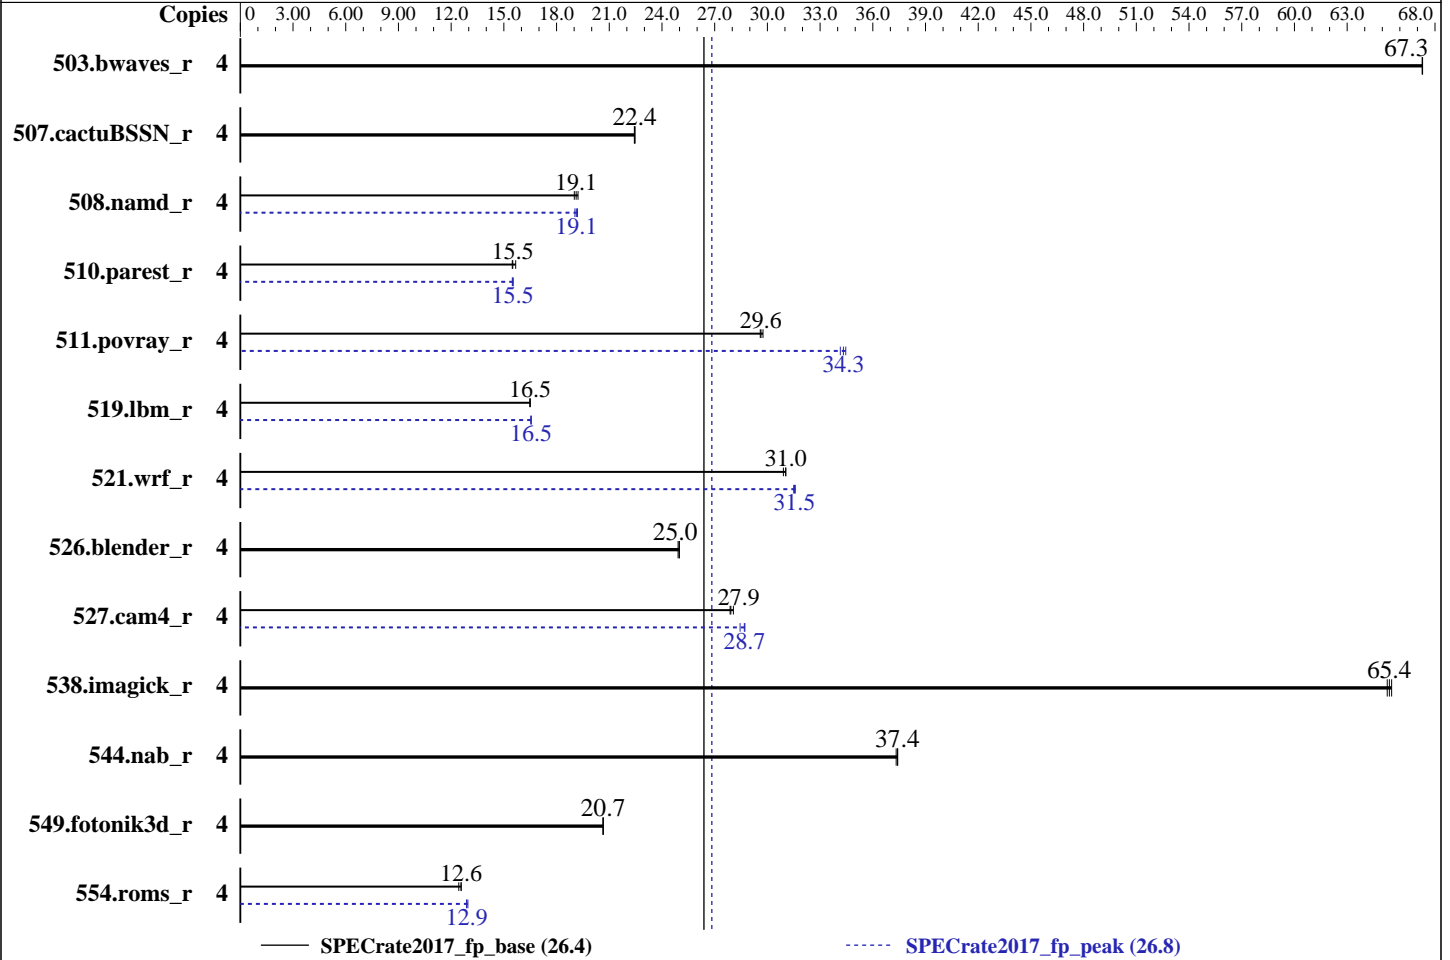 Copies 0 3.00 6.00 9.00 12.0 15.0 18.0 21.0 24.0 27.0 30.0 33.0 36.0 39.0 42.0 45.0 48.0 51.0 54.0 57.0 60.0 63.0 68.0
67.3
503.bwaves_r 4
22.4
507.cactuBSSN_r 4
19.1
508.namd_r 4
19.1
15.5
510.parest_r 4
15.5
29.6
511.povray_r 4
34.3
16.5
519.lbm_r 4
16.5
31.0
521.wrf_r 4
31.5
25.0
526.blender_r 4
27.9
527.cam4_r 4
28.7
65.4
538.imagick_r 4
37.4
544.nab_r 4
20.7
549.fotonik3d_r 4
12.6
554.roms_r 4
12.9
SPECrate2017_fp_base (26.4) SPECrate2017_fp_peak (26.8)